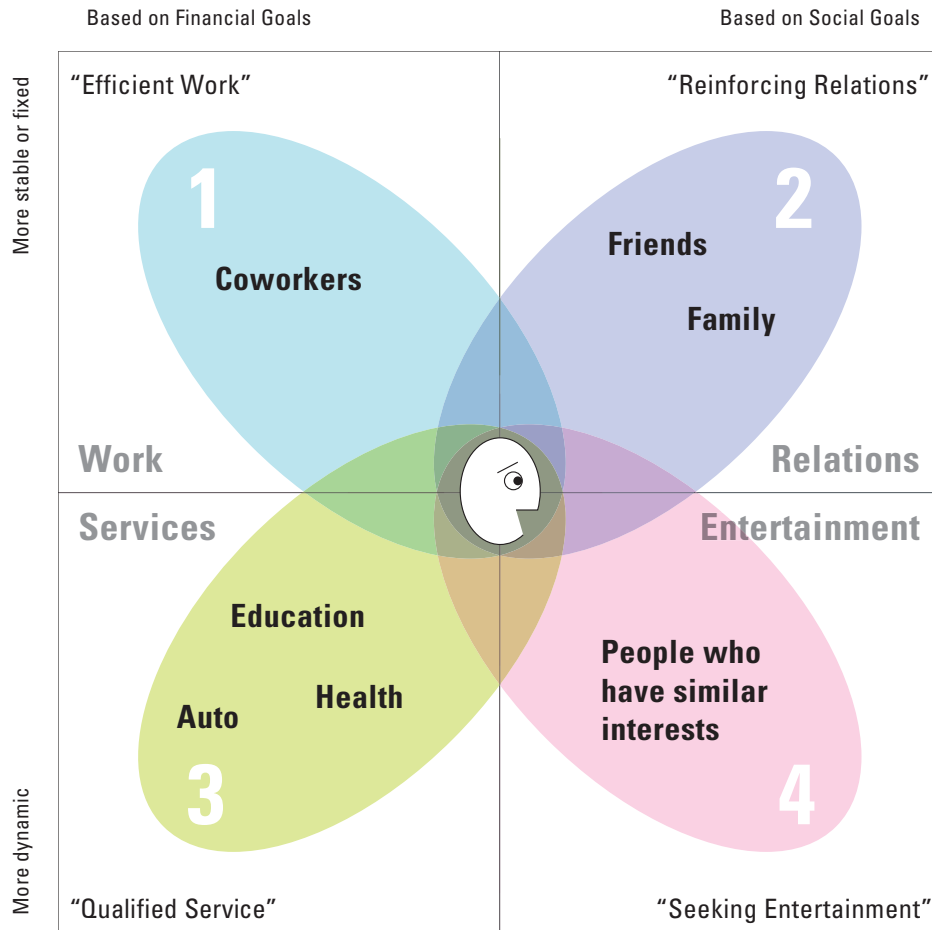 Based on Financial Goals
Based on Social Goals
More stable or fixed
“Efficient Work”
“Reinforcing Relations”
1
2
Coworkers
Friends
Family
Work
Relations
Services
Entertainment
Education
Health
Auto
People who
have similar
interests
3
4
More dynamic
“Qualified Service”
“Seeking Entertainment”